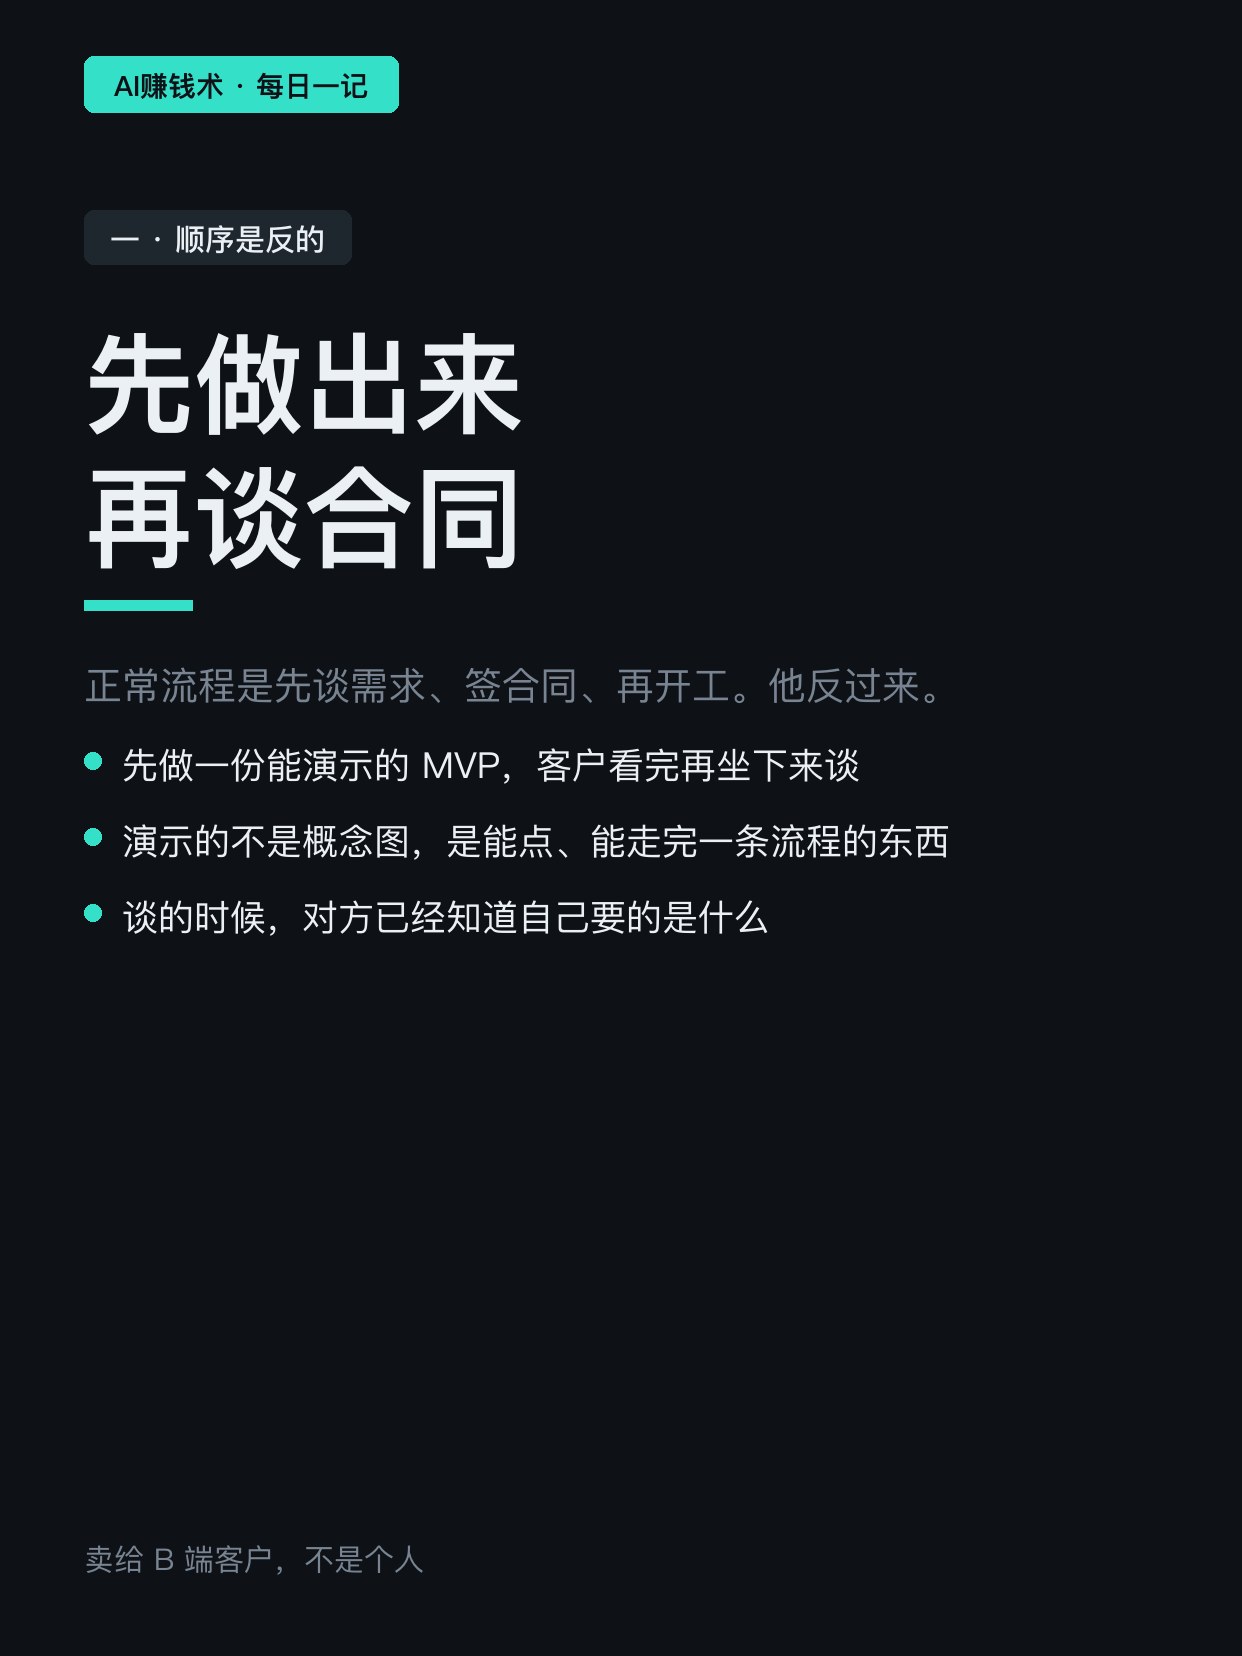 AI赚钱术 · 每日一记
一 · 顺序是反的
先做出来
再谈合同
正常流程是先谈需求、签合同、再开工。他反过来。
先做一份能演示的 MVP，客户看完再坐下来谈
演示的不是概念图，是能点、能走完一条流程的东西
谈的时候，对方已经知道自己要的是什么
卖给 B 端客户，不是个人